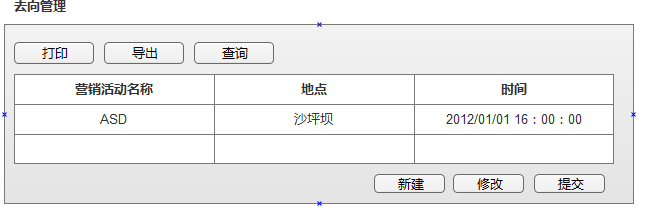 去向管理
打印 导出 查询
营销活动名称 地点 时间
ASD 沙坪坝 2012/01/01 16：00：00
新建 修改 提交